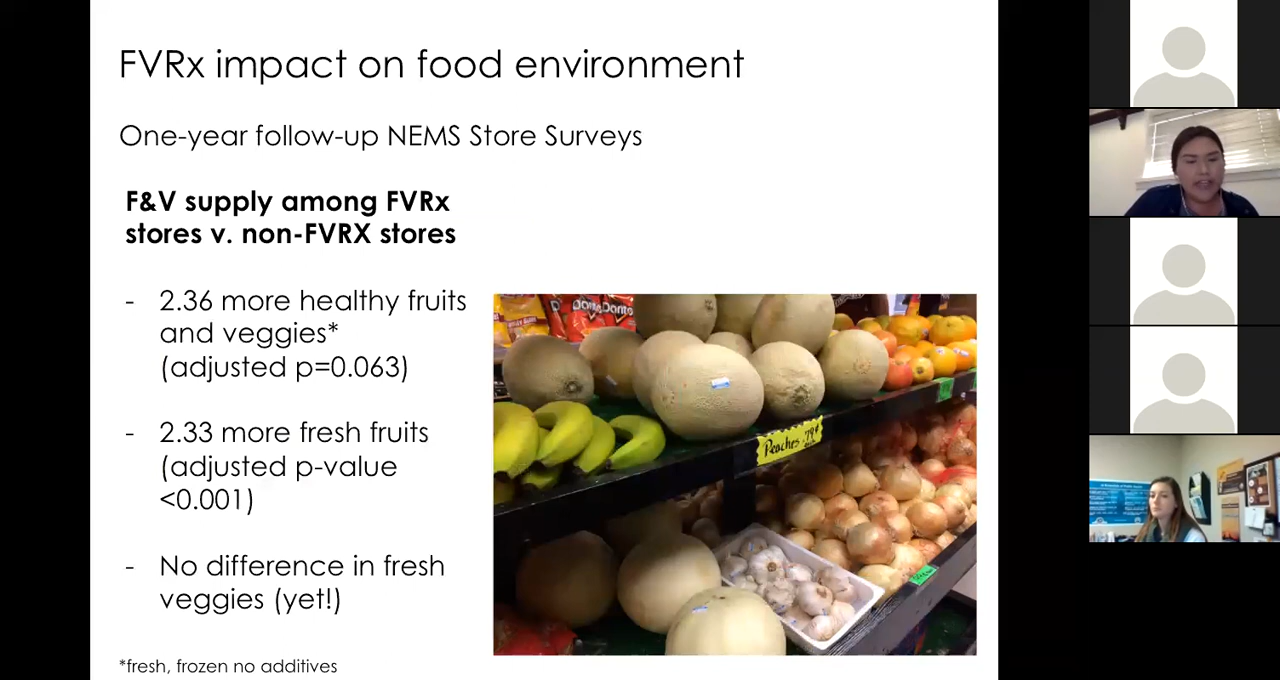 FVRx impact on food environment
One-year follow-up NEMS Store Surveys
F&V supply among FVRx
stores v. non-FVRX stores
- 2.36 more healthy fruits
and veggies*
(adjusted p=0.063)
- 2.33 more fresh fruits
(adjusted p-value
<0.001)
- No difference in fresh
veggies (yet!)
*fresh, frozen no additives
Peaches .79¢